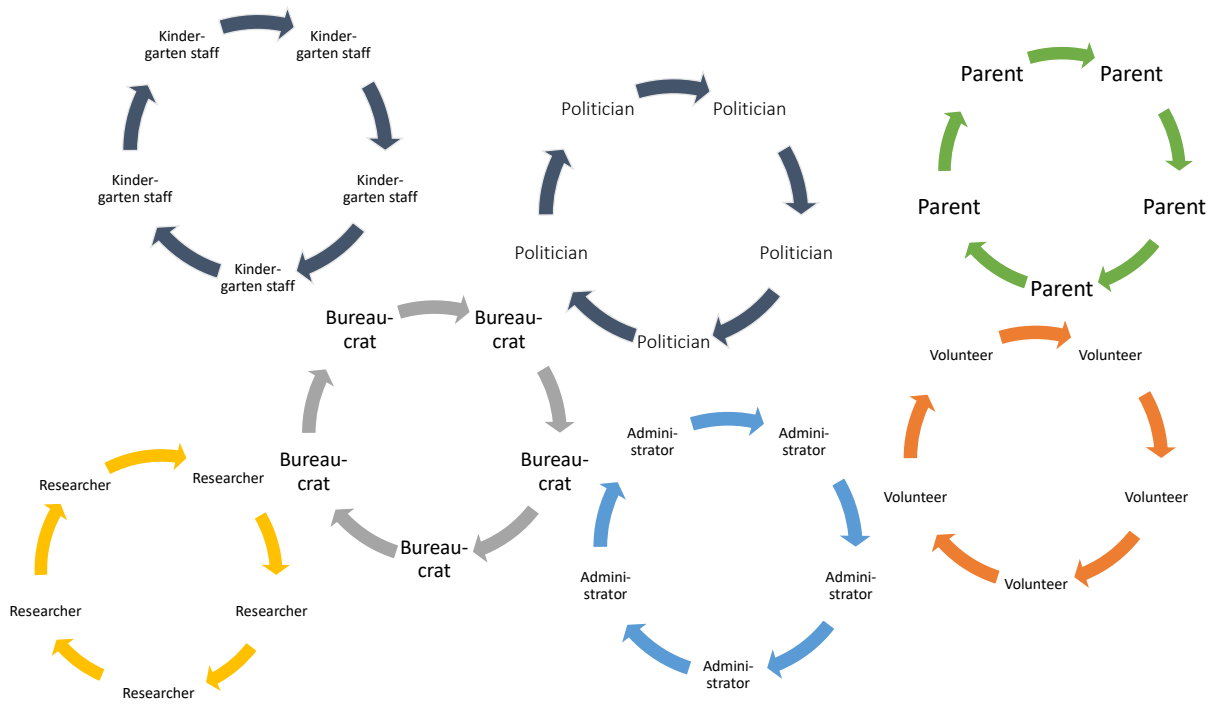 Kinder-
garten staff
Kinder-
garten staff
Kinder-
garten staff
Kinder-
garten staff
Kinder-
garten staff
Politician
Politician
Politician
Politician
Politician
Parent
Parent
Parent
Parent
Parent
Bureau-
crat
Bureau-
crat
Bureau-
crat
Bureau-
crat
Bureau-
crat
Volunteer
Volunteer
Volunteer
Volunteer
Volunteer
Admini-
strator
Admini-
strator
Admini-
strator
Admini-
strator
Admini-
strator
Researcher
Researcher
Researcher
Researcher
Researcher